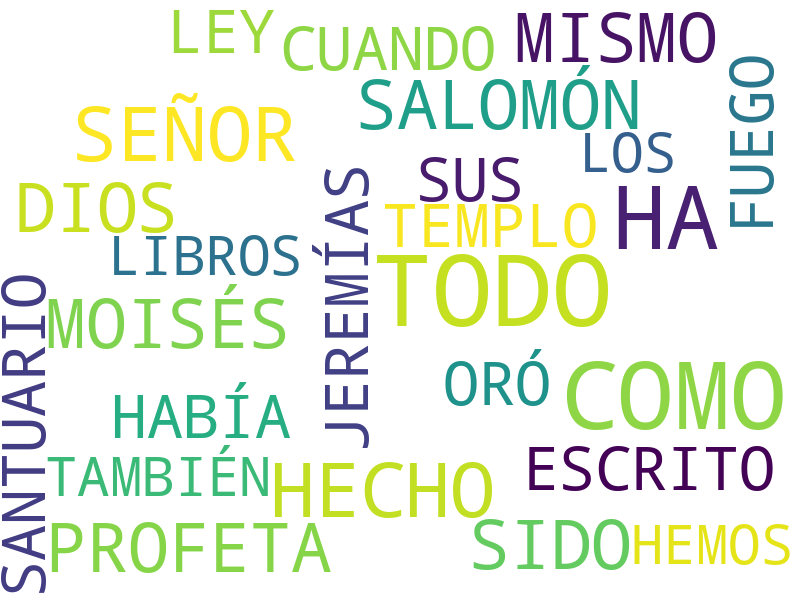 LEY
CUANDO
MISMO
SEÑOR
SALOMÓN
FUEGO
LOS
DIOS
SUS
HA
TEMPLO
LIBROS
JEREMÍAS
TODO
MOISÉS
SANTUARIO
ORÓ
COMO
HABÍA
ESCRITO
TAMBIÉN
HECHO
PROFETA
SIDO
HEMOS